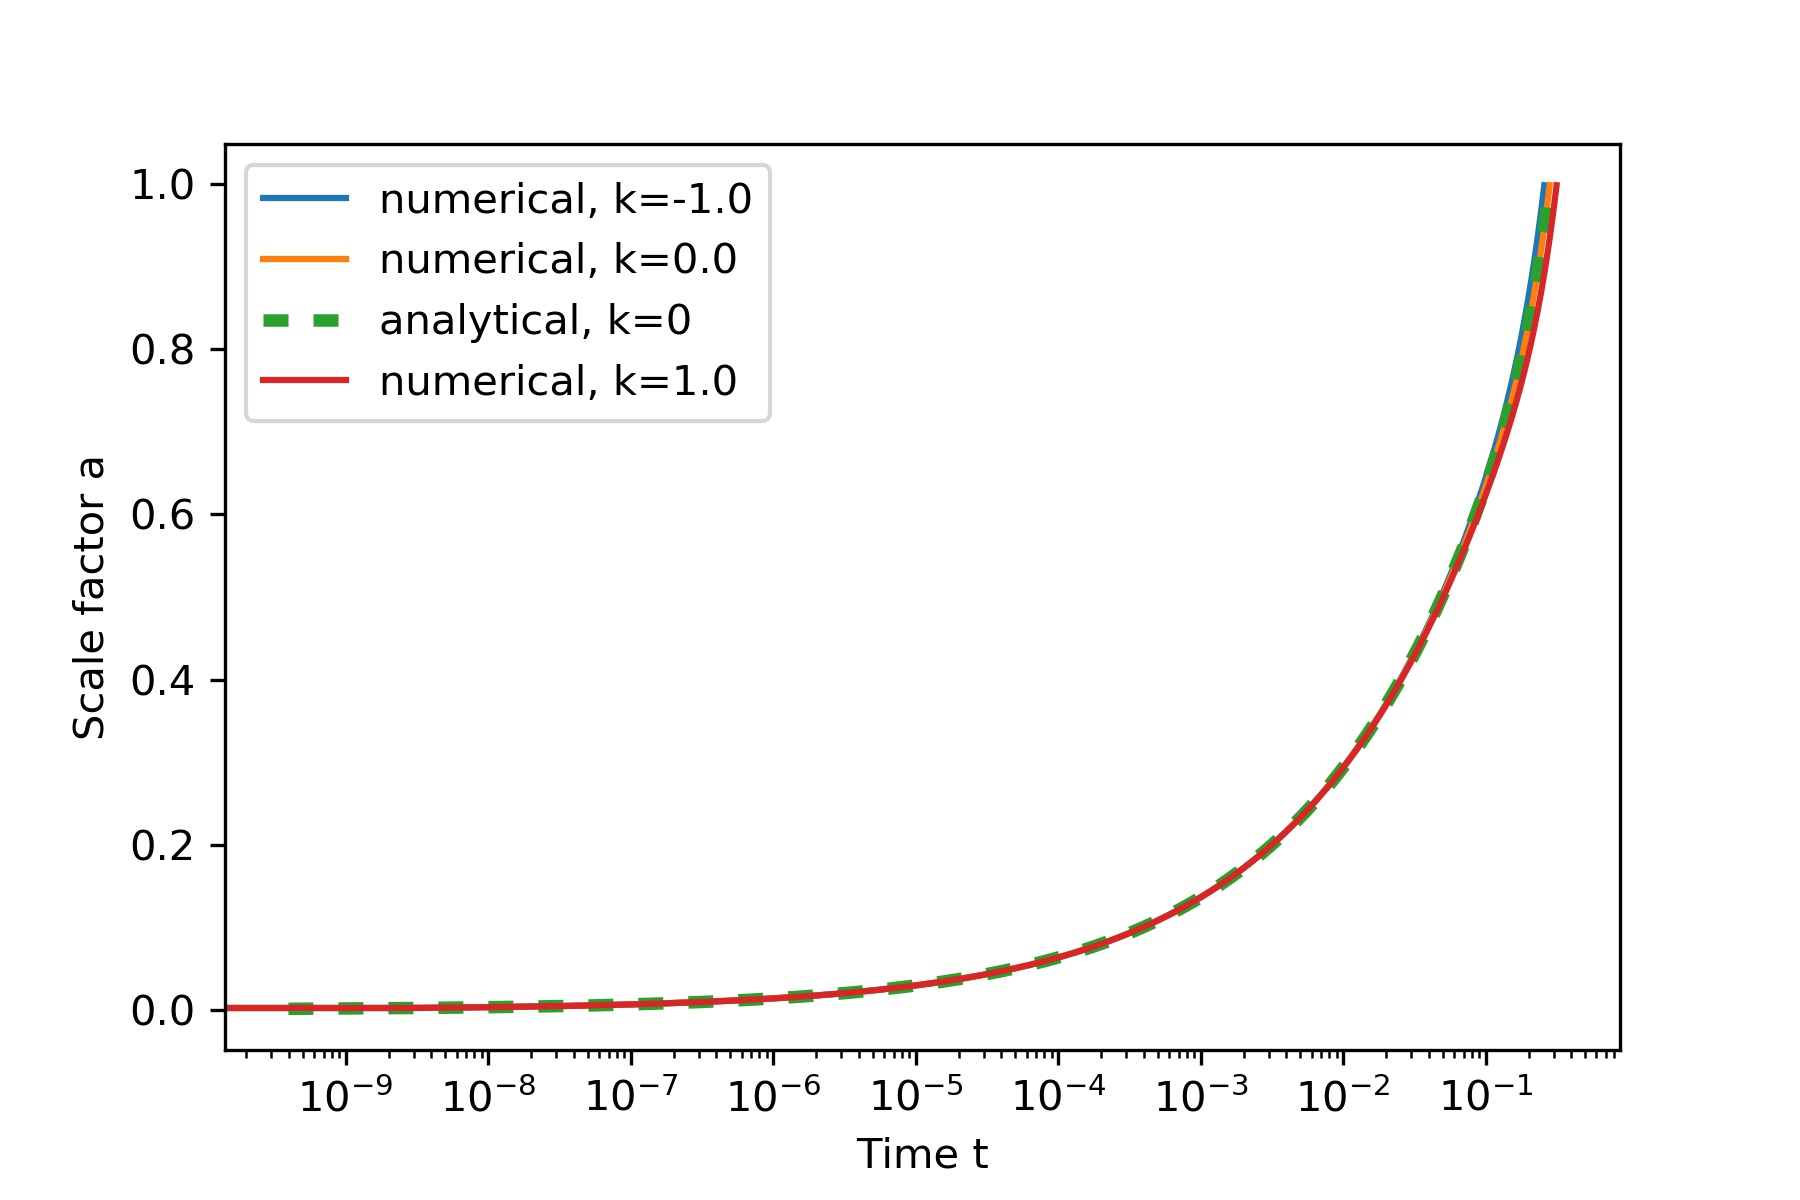 numerical, k=-1.0
numerical, k=0.0
analytical, k=0
numerical, k=1.0
1.0
0.8
0.6
0.4
0.2
0.0
Scale factor a
10⁻⁹ 10⁻⁸ 10⁻⁷ 10⁻⁶ 10⁻⁵ 10⁻⁴ 10⁻³ 10⁻² 10⁻¹
Time t